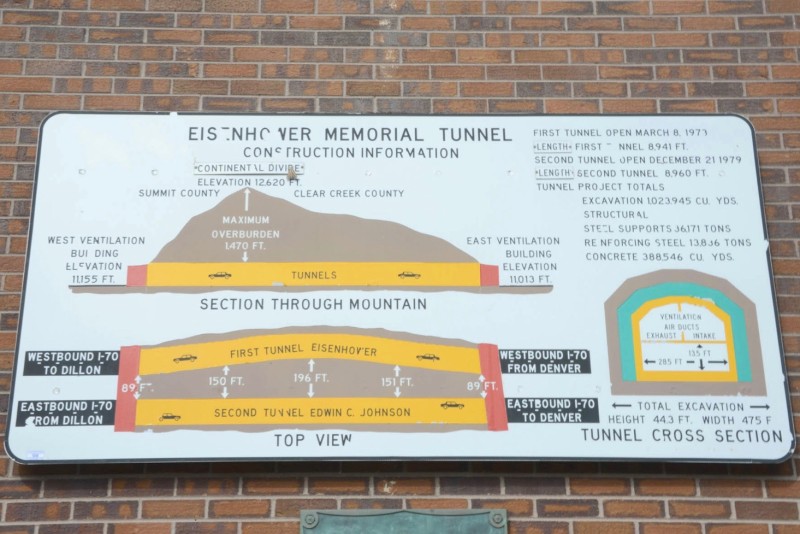 EISENHOWER MEMORIAL TUNNEL
CONSTRUCTION INFORMATION
CONTINENTAL DIVIDE
ELEVATION 12,620 FT.
SUMMIT COUNTY
CLEAR CREEK COUNTY
MAXIMUM
OVERBURDEN
1,470 FT.
WEST VENTILATION
BUILDING
ELEVATION
11,155 FT.
EAST VENTILATION
BUILDING
ELEVATION
11,013 FT.
TUNNELS
SECTION THROUGH MOUNTAIN
FIRST TUNNEL OPEN MARCH 8, 1973
LENGTH FIRST TUNNEL 8,941 FT.
SECOND TUNNEL OPEN DECEMBER 21 1979
LENGTH SECOND TUNNEL 8,960 FT.
TUNNEL PROJECT TOTALS
EXCAVATION 1,023,945 CU. YDS.
STRUCTURAL
STEEL SUPPORTS 36,171 TONS
REINFORCING STEEL 13,836 TONS
CONCRETE 388,546 CU. YDS.
WESTBOUND I-70
TO DILLON
FIRST TUNNEL EISENHOWER
WESTBOUND I-70
FROM DENVER
89 FT.
150 FT.
196 FT.
151 FT.
89 FT.
EASTBOUND I-70
FROM DILLON
SECOND TUNNEL EDWIN C. JOHNSON
EASTBOUND I-70
TO DENVER
TOP VIEW
VENTILATION
AIR DUCTS
EXHAUST INTAKE
13.5
28.5 FT FT
TOTAL EXCAVATION
HEIGHT 44.3 FT. WIDTH 47.5 F
TUNNEL CROSS SECTION